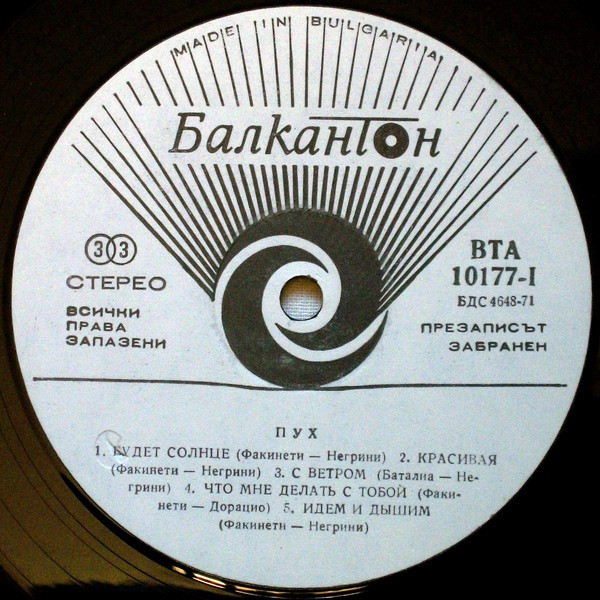 MADE IN BULGARIA
Балкантон
33
СТЕРЕО
ВСИЧКИ
ПРАВА
ЗАПАЗЕНИ
ВТА
10177-I
БДС 4648-71
ПРЕЗАПИСЪТ
ЗАБРАНЕН
ПУХ
1. БУДЕТ СОЛНЦЕ (Факинети — Негрини) 2. КРАСИВАЯ
(Факинети — Негрини) 3. С ВЕТРОМ (Баталиа — Не-
грини) 4. ЧТО МНЕ ДЕЛАТЬ С ТОБОЙ (Факи-
нети — Дорацио) 5. ИДЕМ И ДЫШИМ
(Факинети — Негрини)